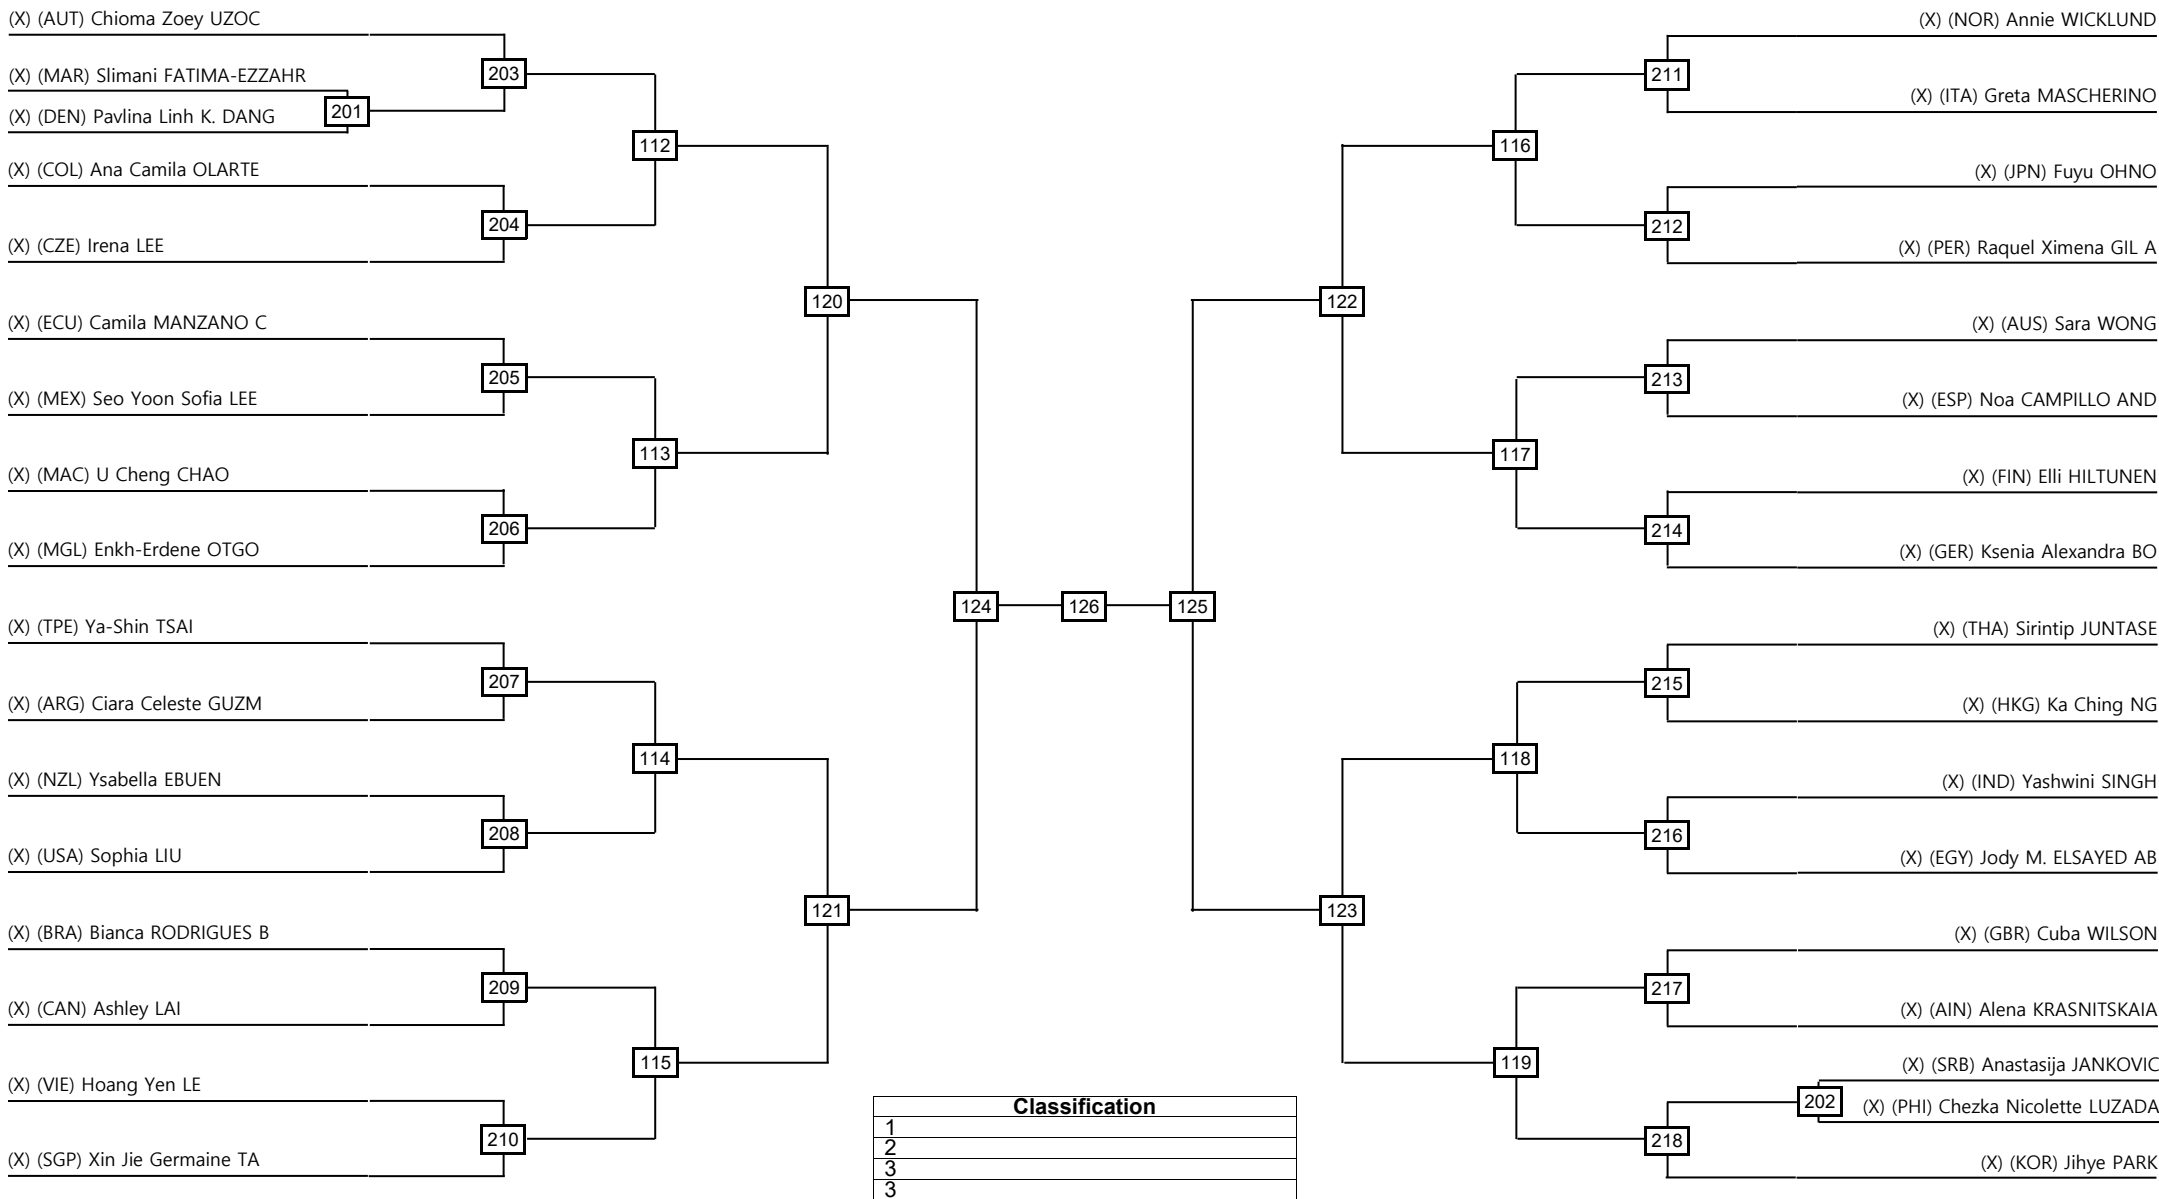 (X) (AUT) Chioma Zoey UZOC
(X) (MAR) Slimani FATIMA-EZZAHR
(X) (DEN) Pavlina Linh K. DANG
(X) (COL) Ana Camila OLARTE
(X) (CZE) Irena LEE
(X) (ECU) Camila MANZANO C
(X) (MEX) Seo Yoon Sofia LEE
(X) (MAC) U Cheng CHAO
(X) (MGL) Enkh-Erdene OTGO
(X) (TPE) Ya-Shin TSAI
(X) (ARG) Ciara Celeste GUZM
(X) (NZL) Ysabella EBUEN
(X) (USA) Sophia LIU
(X) (BRA) Bianca RODRIGUES B
(X) (CAN) Ashley LAI
(X) (VIE) Hoang Yen LE
(X) (SGP) Xin Jie Germaine TA
201
203
204
205
206
207
208
209
210
112
113
114
115
120
121
124
126
125
122
123
116
117
118
119
211
212
213
214
215
216
217
218
202
(X) (NOR) Annie WICKLUND
(X) (ITA) Greta MASCHERINO
(X) (JPN) Fuyu OHNO
(X) (PER) Raquel Ximena GIL A
(X) (AUS) Sara WONG
(X) (ESP) Noa CAMPILLO AND
(X) (FIN) Elli HILTUNEN
(X) (GER) Ksenia Alexandra BO
(X) (THA) Sirintip JUNTASE
(X) (HKG) Ka Ching NG
(X) (IND) Yashwini SINGH
(X) (EGY) Jody M. ELSAYED AB
(X) (GBR) Cuba WILSON
(X) (AIN) Alena KRASNITSKAIA
(X) (SRB) Anastasija JANKOVIC
(X) (PHI) Chezka Nicolette LUZADA
(X) (KOR) Jihye PARK
Classification
1
2
3
3